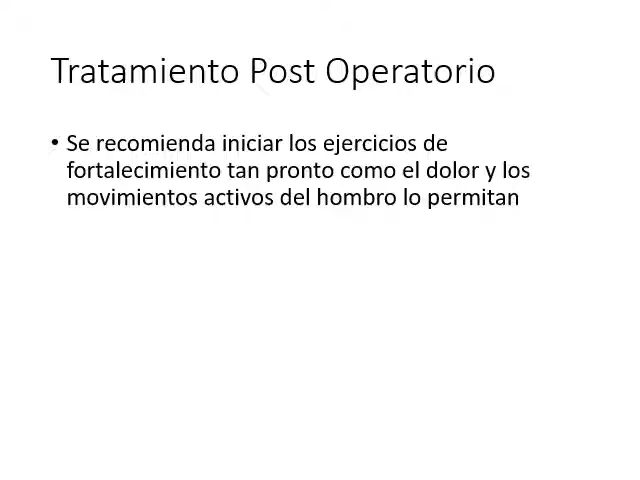 Tratamiento Post Operatorio
• Se recomienda iniciar los ejercicios de
fortalecimiento tan pronto como el dolor y los
movimientos activos del hombro lo permitan